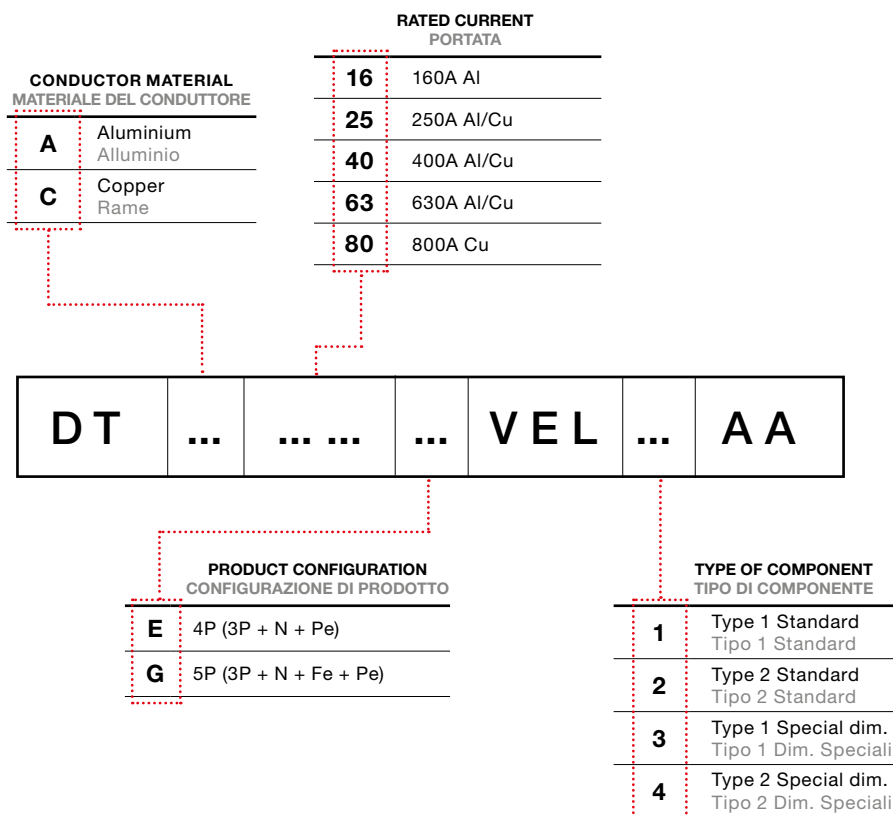 RATED CURRENT
PORTATA
16 160A Al
25 250A Al/Cu
40 400A Al/Cu
63 630A Al/Cu
80 800A Cu
CONDUCTOR MATERIAL
MATERIALE DEL CONDUTTORE
A Aluminium
Alluminio
C Copper
Rame
DT ... ... ... ... VEL ... AA
PRODUCT CONFIGURATION
CONFIGURAZIONE DI PRODOTTO
E 4P (3P + N + Pe)
G 5P (3P + N + Fe + Pe)
TYPE OF COMPONENT
TIPO DI COMPONENTE
1 Type 1 Standard
Tipo 1 Standard
2 Type 2 Standard
Tipo 2 Standard
3 Type 1 Special dim.
Tipo 1 Dim. Speciali
4 Type 2 Special dim.
Tipo 2 Dim. Speciali